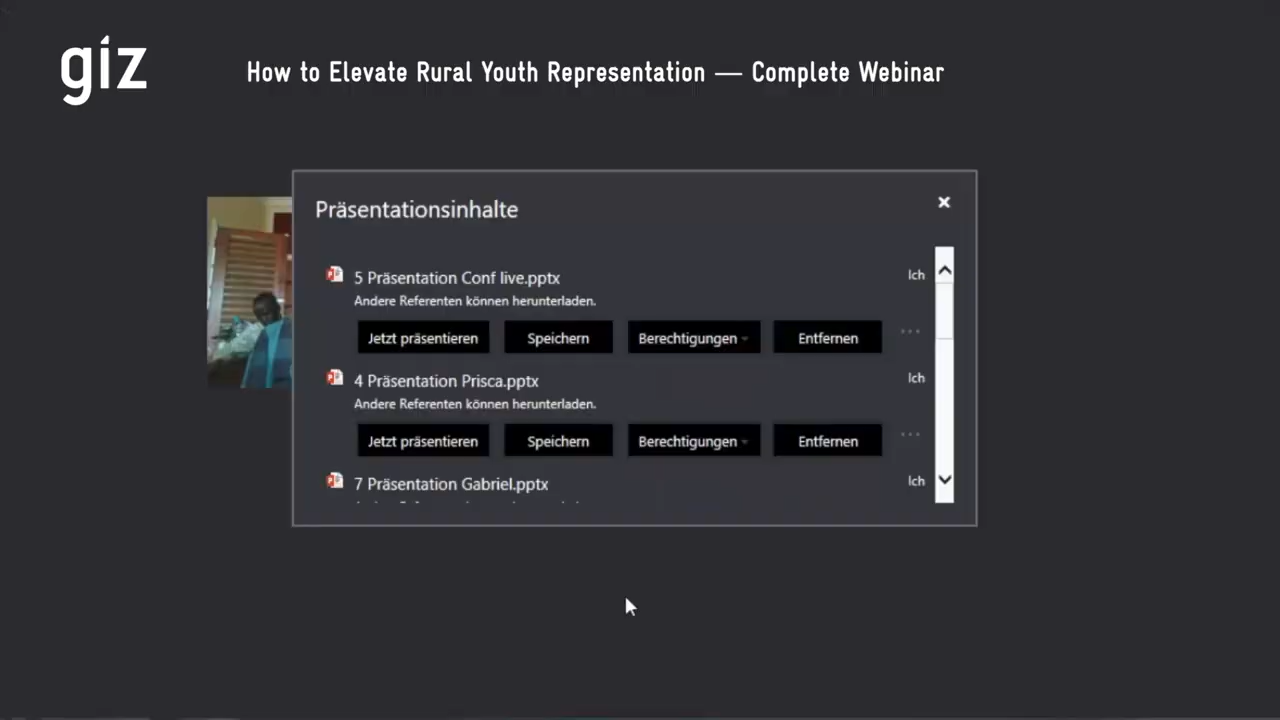 giz
How to Elevate Rural Youth Representation — Complete Webinar
Präsentationsinhalte
5 Präsentation Conf live.pptx
Ich
Andere Referenten können herunterladen.
Jetzt präsentieren Speichern Berechtigungen Entfernen ...
4 Präsentation Prisca.pptx
Ich
Andere Referenten können herunterladen.
Jetzt präsentieren Speichern Berechtigungen Entfernen ...
7 Präsentation Gabriel.pptx
Ich